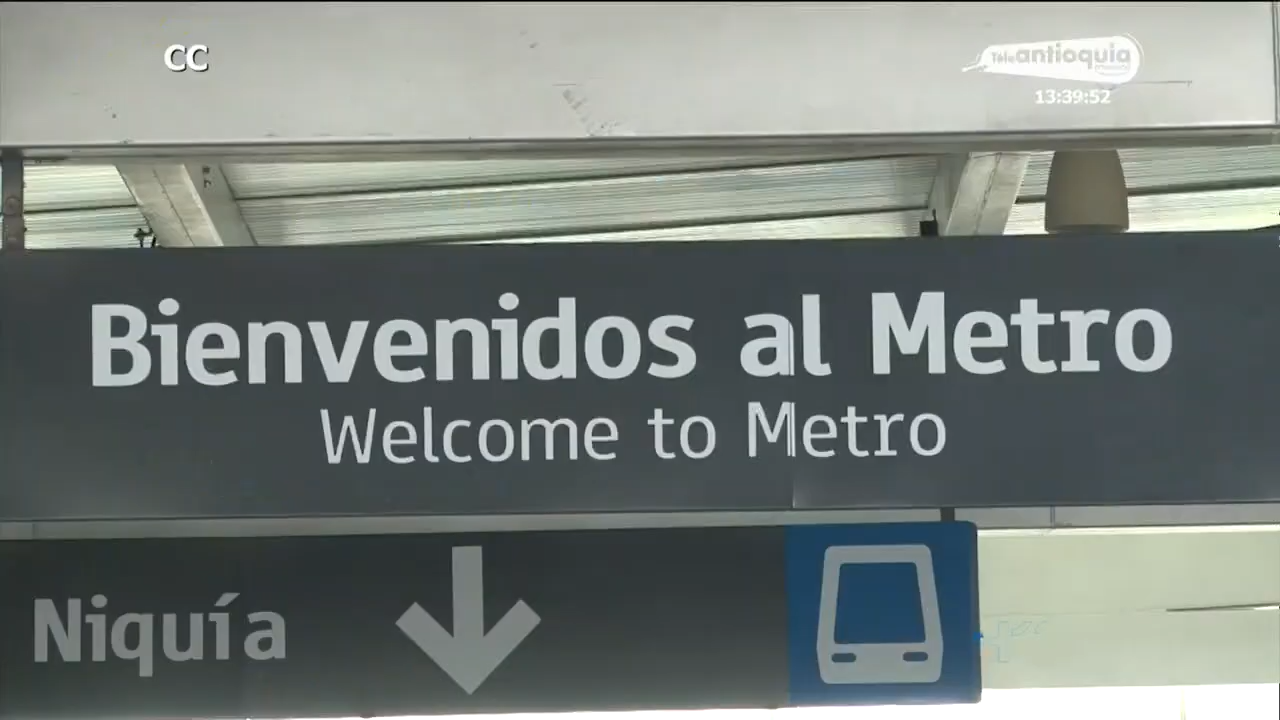 CC
Teleantioquia
13:39:52
Bienvenidos al Metro
Welcome to Metro
Niquía